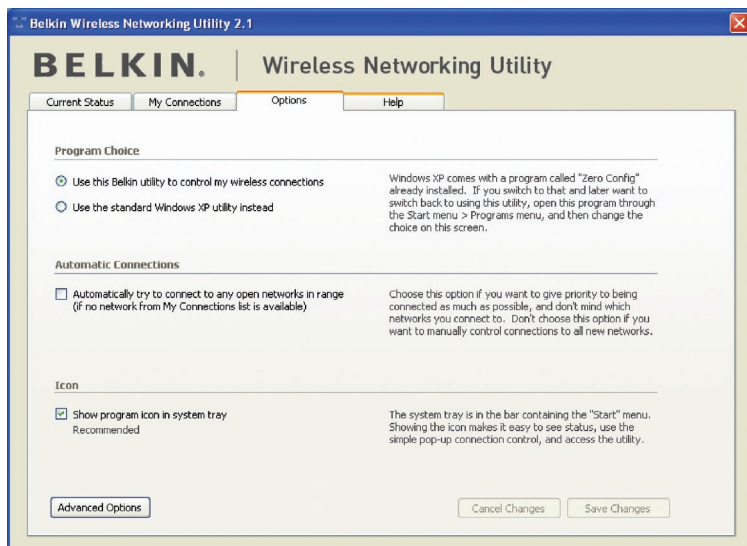 Belkin Wireless Networking Utility 2.1
BELKIN. Wireless Networking Utility
Current Status My Connections Options Help
Program Choice
Use this Belkin utility to control my wireless connections
Use the standard Windows XP utility instead
Windows XP comes with a program called "Zero Config"
already installed. If you switch to that and later want to
switch back to using this utility, open this program through
the Start menu > Programs menu, and then change the
choice on this screen.
Automatic Connections
Automatically try to connect to any open networks in range
(if no network from My Connections list is available)
Choose this option if you want to give priority to being
connected as much as possible, and don't mind which
networks you connect to. Don't choose this option if you
want to manually control connections to all new networks.
Icon
Show program icon in system tray
Recommended
The system tray is in the bar containing the "Start" menu.
Showing the icon makes it easy to see status, use the
simple pop-up connection control, and access the utility.
Advanced Options Cancel Changes Save Changes